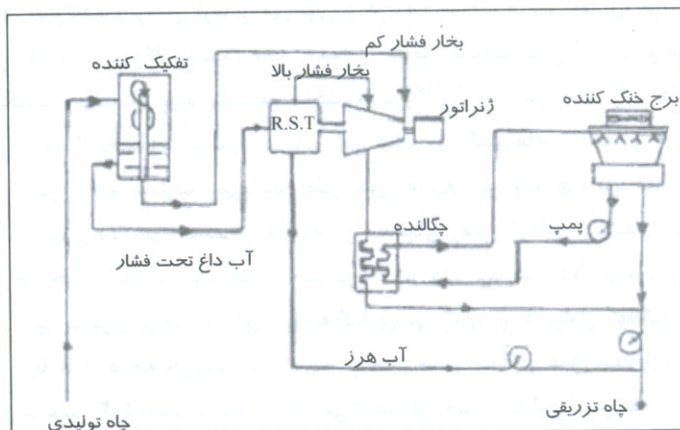 بخار فشار کم
تفکیک کننده
بخار فشار بالا
برج خنک کننده
ژنراتور
R.S.T
چگالنده
پمپ
آب داغ تحت فشار
آب هرز
چاه تزریقی
چاه تولیدی